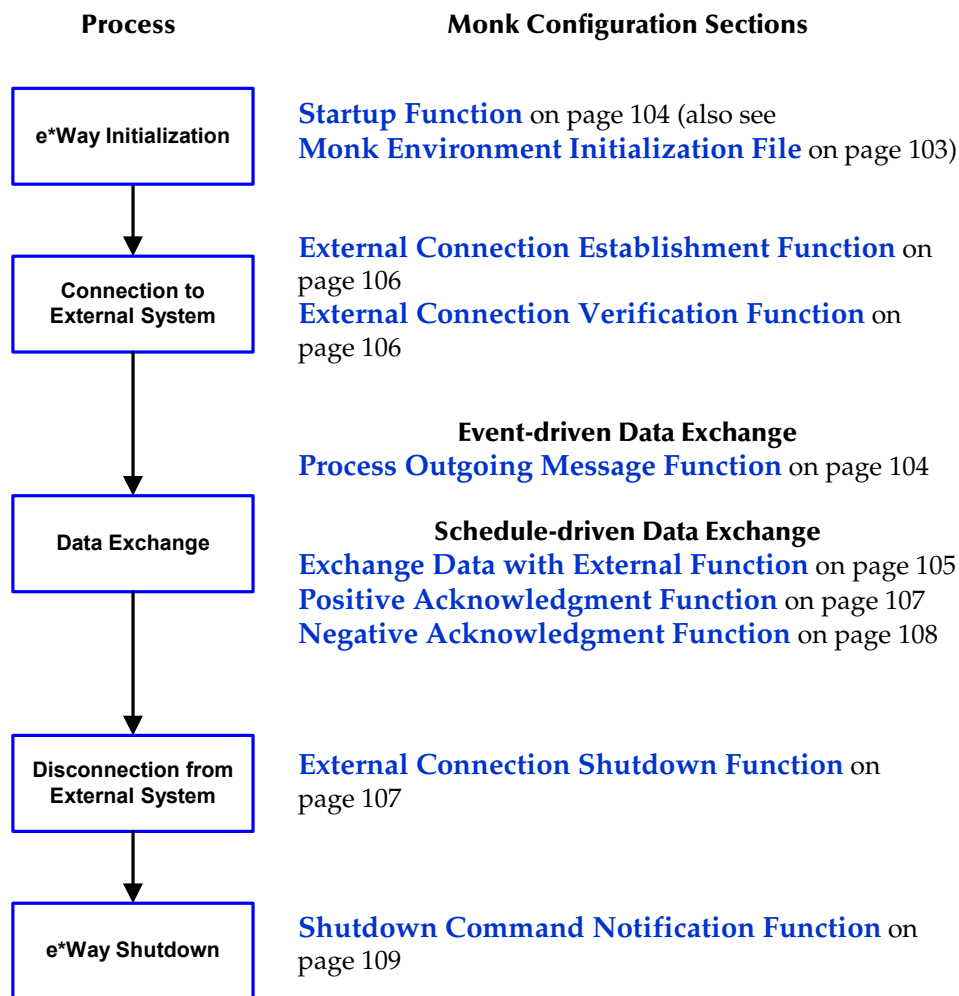 Process
Monk Configuration Sections
e*Way Initialization
Startup Function on page 104 (also see
Monk Environment Initialization File on page 103)
Connection to
External System
External Connection Establishment Function on
page 106
External Connection Verification Function on
page 106
Event-driven Data Exchange
Process Outgoing Message Function on page 104
Data Exchange
Schedule-driven Data Exchange
Exchange Data with External Function on page 105
Positive Acknowledgment Function on page 107
Negative Acknowledgment Function on page 108
Disconnection from
External System
External Connection Shutdown Function on
page 107
e*Way Shutdown
Shutdown Command Notification Function on
page 109